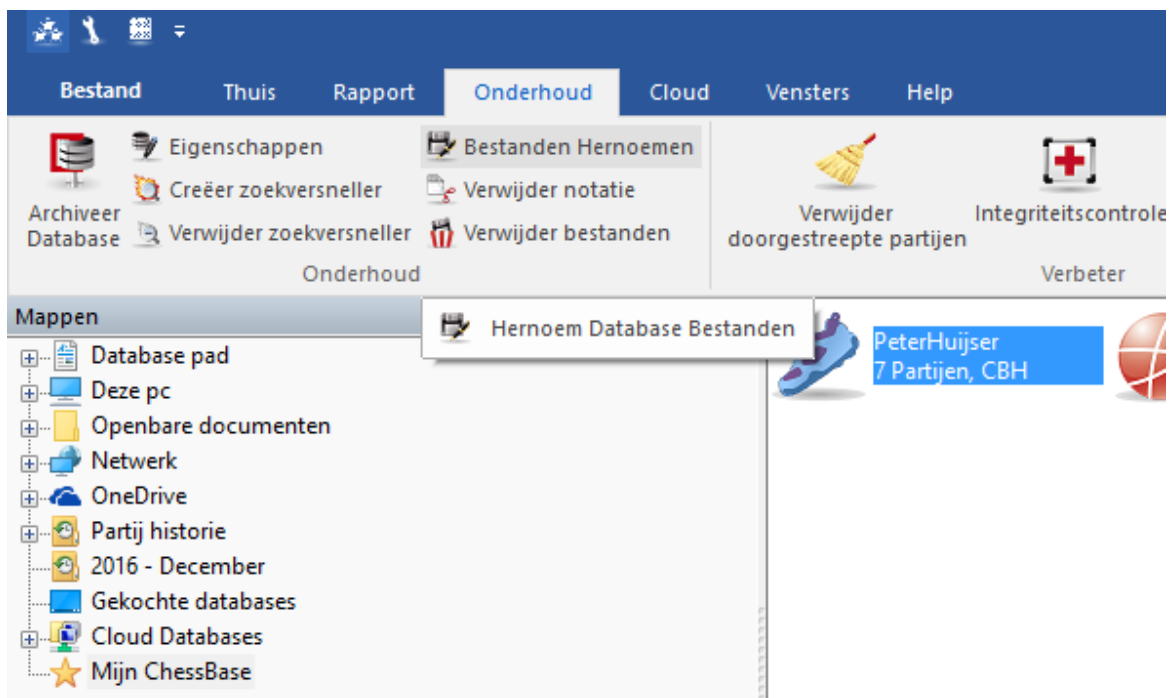 Bestand Thuis Rapport Onderhoud Cloud Vensters Help
Archiveer
Database
Eigenschappen
Creëer zoekversneller
Verwijder zoekversneller
Bestanden Hernoemen
Verwijder notatie
Verwijder bestanden
Onderhoud
Verwijder
doorgestreepte partijen
Integriteitscontrole
Verbeter
Hernoem Database Bestanden
Mappen
Database pad
Deze pc
Openbare documenten
Netwerk
OneDrive
Partij historie
2016 - December
Gekochte databases
Cloud Databases
Mijn ChessBase
PeterHuijser
7 Partijen, CBH